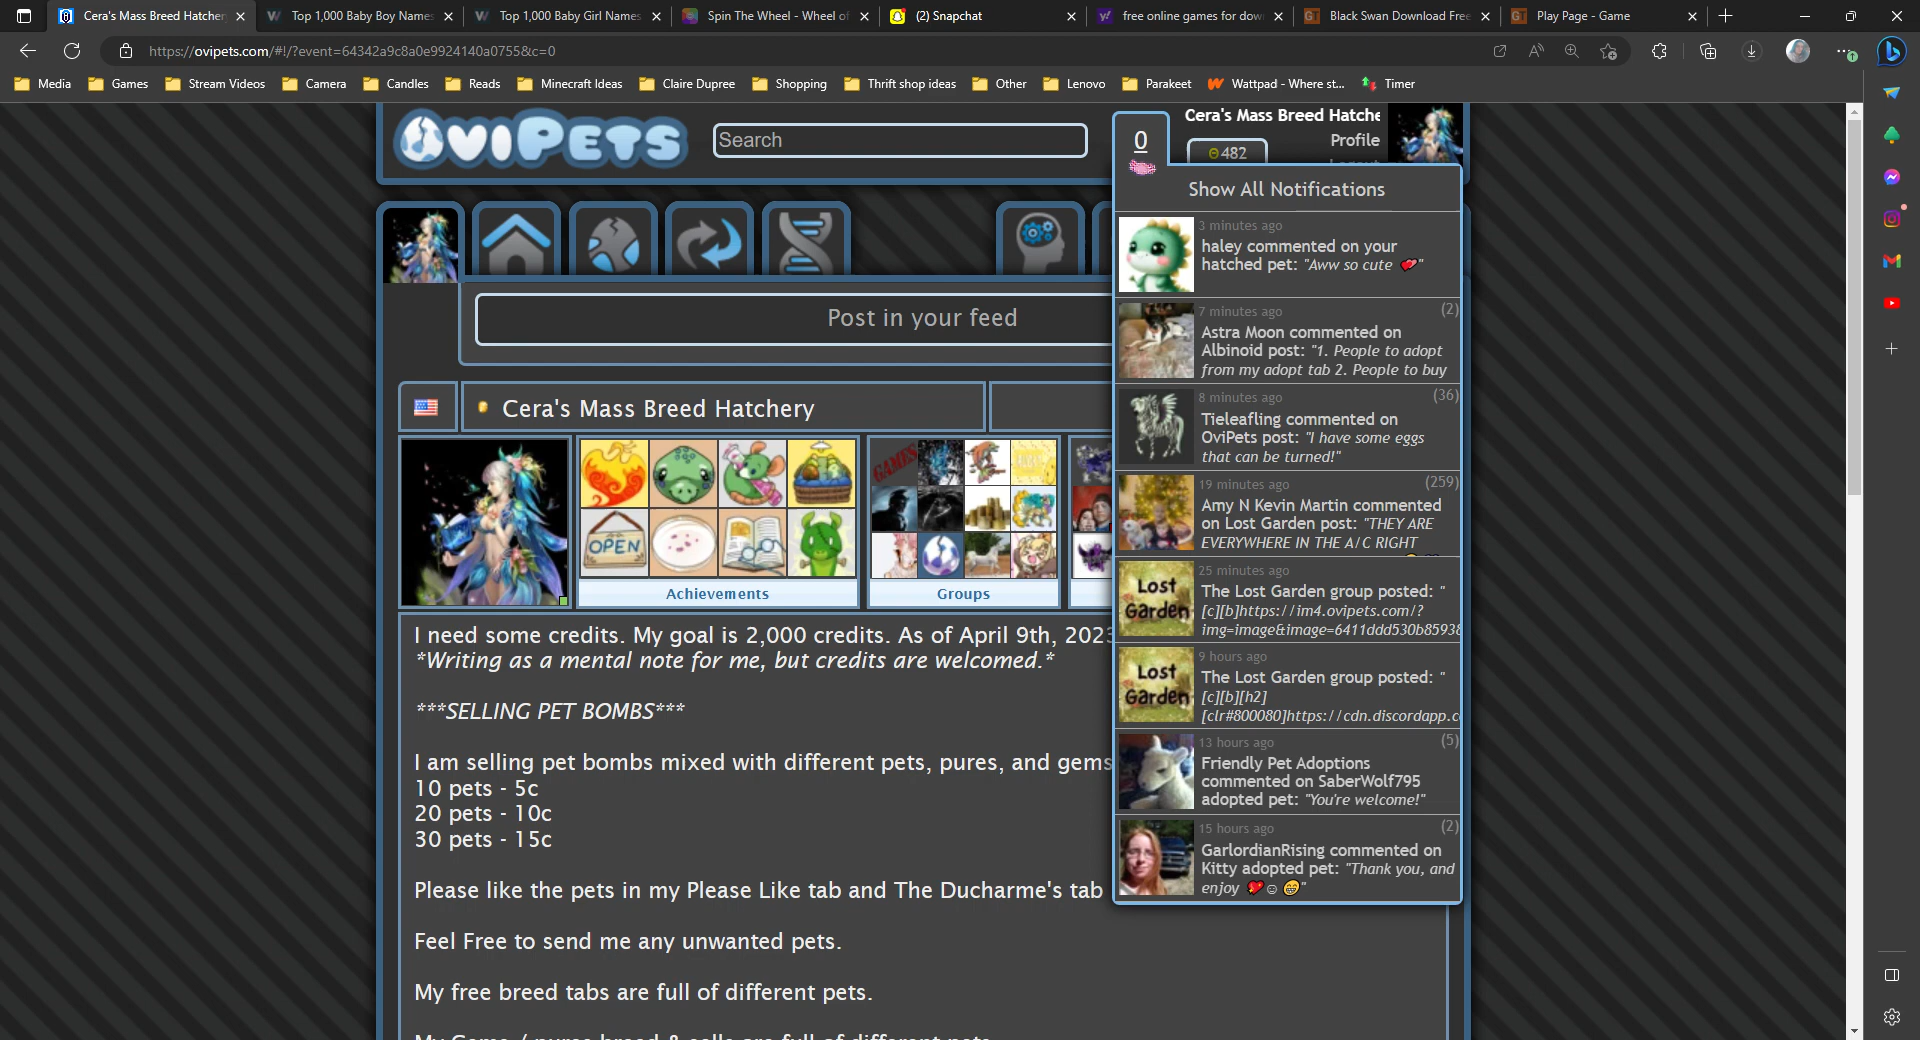 Cera's Mass Breed Hatcher
Top 1,000 Baby Boy Names
Top 1,000 Baby Girl Names
Spin The Wheel - Wheel of
(2) Snapchat
free online games for dow
Black Swan Download Free
Play Page - Game
https://ovipets.com/#!/?event=64342a9c8a0e9924140a0755&c=0
Media
Games
Stream Videos
Camera
Candles
Reads
Minecraft Ideas
Claire Dupree
Shopping
Thrift shop ideas
Other
Lenovo
Parakeet
Wattpad - Where st...
Timer
OviPets
Search
0
Cera's Mass Breed Hatche
482
Profile
Show All Notifications
3 minutes ago
haley commented on your
hatched pet: "Aww so cute 💕"
7 minutes ago (2)
Astra Moon commented on
Albinoid post: "1. People to adopt
from my adopt tab 2. People to buy
8 minutes ago (36)
Tieleafling commented on
OviPets post: "I have some eggs
that can be turned!"
19 minutes ago (259)
Amy N Kevin Martin commented
on Lost Garden post: "THEY ARE
EVERYWHERE IN THE A/C RIGHT
Lost
Garden
25 minutes ago
The Lost Garden group posted: "
[c][b]https://im4.ovipets.com/?
img=image&image=6411ddd530b85938
Lost
Garden
9 hours ago
The Lost Garden group posted: "
[c][b][h2]
[clr#800080]https://cdn.discordapp.c
13 hours ago (5)
Friendly Pet Adoptions
commented on SaberWolf795
adopted pet: "You're welcome!"
15 hours ago (2)
GarlordianRising commented on
Kitty adopted pet: "Thank you, and
enjoy 💖☺😁"
Post in your feed
Cera's Mass Breed Hatchery
OPEN
GAMES
Achievements
Groups
I need some credits. My goal is 2,000 credits. As of April 9th, 2023
*Writing as a mental note for me, but credits are welcomed.*
***SELLING PET BOMBS***
I am selling pet bombs mixed with different pets, pures, and gems
10 pets - 5c
20 pets - 10c
30 pets - 15c
Please like the pets in my Please Like tab and The Ducharme's tab
Feel Free to send me any unwanted pets.
My free breed tabs are full of different pets.